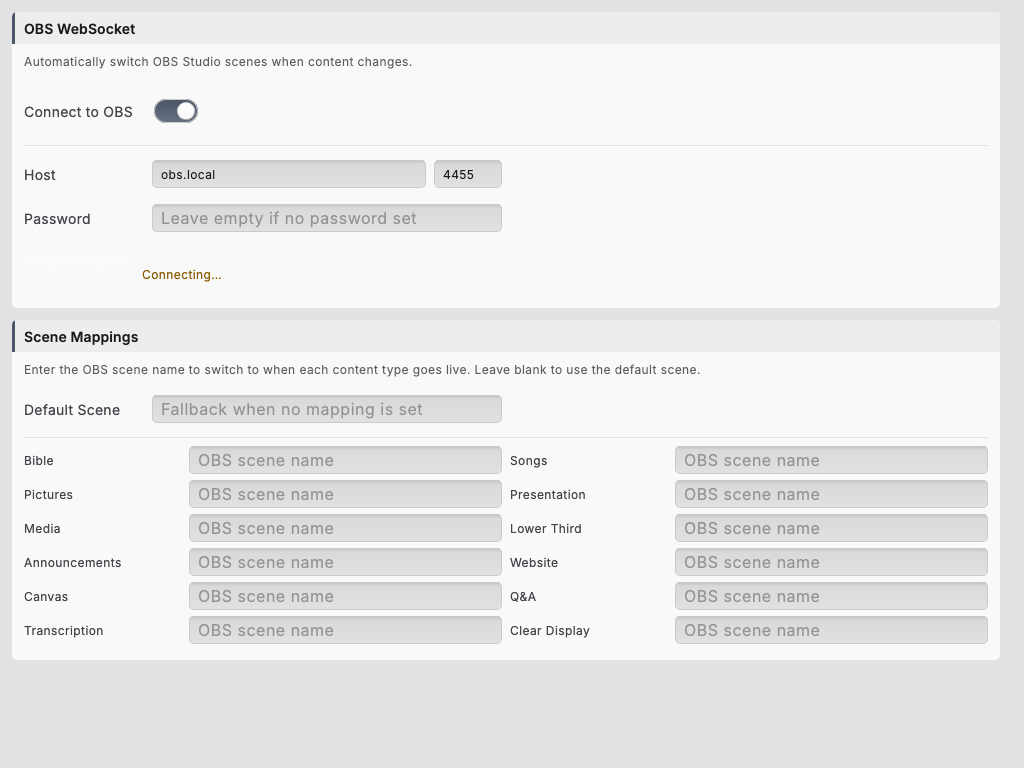 OBS WebSocket
Automatically switch OBS Studio scenes when content changes.
Connect to OBS
Host obs.local 4455
Password Leave empty if no password set
Connecting...
Scene Mappings
Enter the OBS scene name to switch to when each content type goes live. Leave blank to use the default scene.
Default Scene Fallback when no mapping is set
Bible OBS scene name Songs OBS scene name
Pictures OBS scene name Presentation OBS scene name
Media OBS scene name Lower Third OBS scene name
Announcements OBS scene name Website OBS scene name
Canvas OBS scene name Q&A OBS scene name
Transcription OBS scene name Clear Display OBS scene name